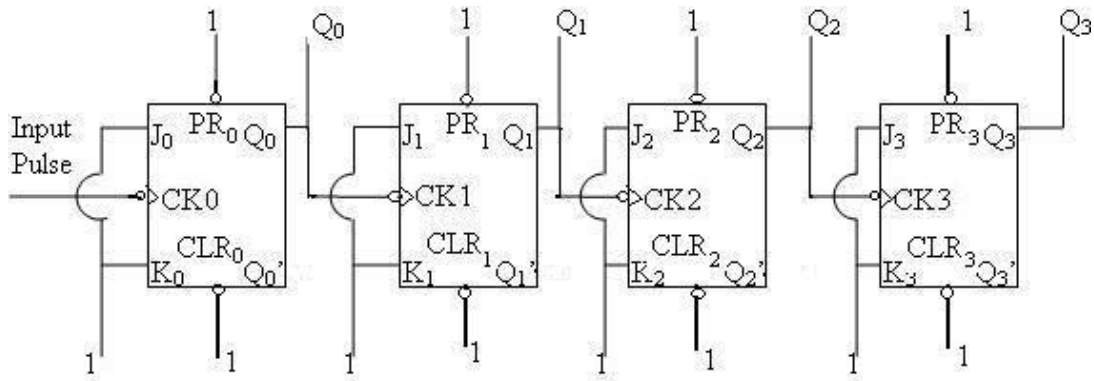 1 Q₀ 1 Q₁ 1 Q₂ 1 Q₃
Input
Pulse
J₀ PR₀ Q₀
CK0
CLR₀
K₀ Q₀'
J₁ PR₁ Q₁
CK1
CLR₁
K₁ Q₁'
J₂ PR₂ Q₂
CK2
CLR₂
K₂ Q₂'
J₃ PR₃ Q₃
CK3
CLR₃
K₃ Q₃'
1 1 1 1 1 1 1 1